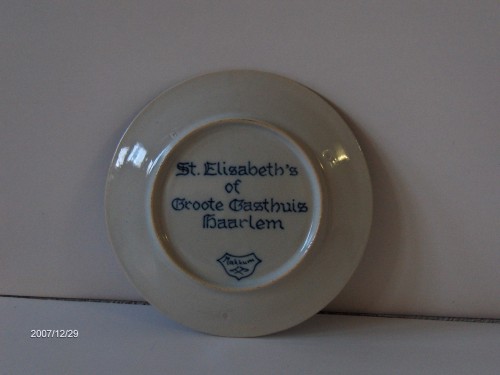 St. Elisabeth's
of
Groote Gasthuis
Haarlem
2007/12/29